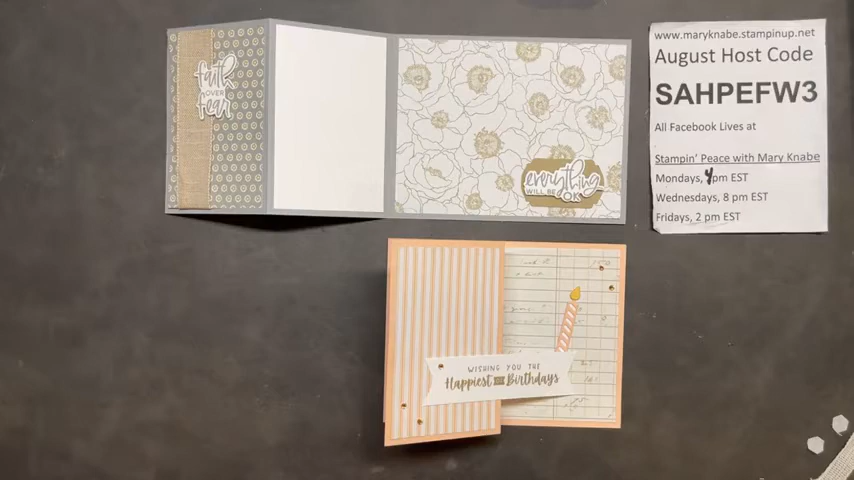 faith
OVER
fear
everything
WILL BE
OK
www.maryknabe.stampinup.net
August Host Code
SAHPEFW3
All Facebook Lives at
Stampin' Peace with Mary Knabe
Mondays, 4pm EST
Wednesdays, 8 pm EST
Fridays, 2 pm EST
WISHING YOU THE
Happiest OF Birthdays